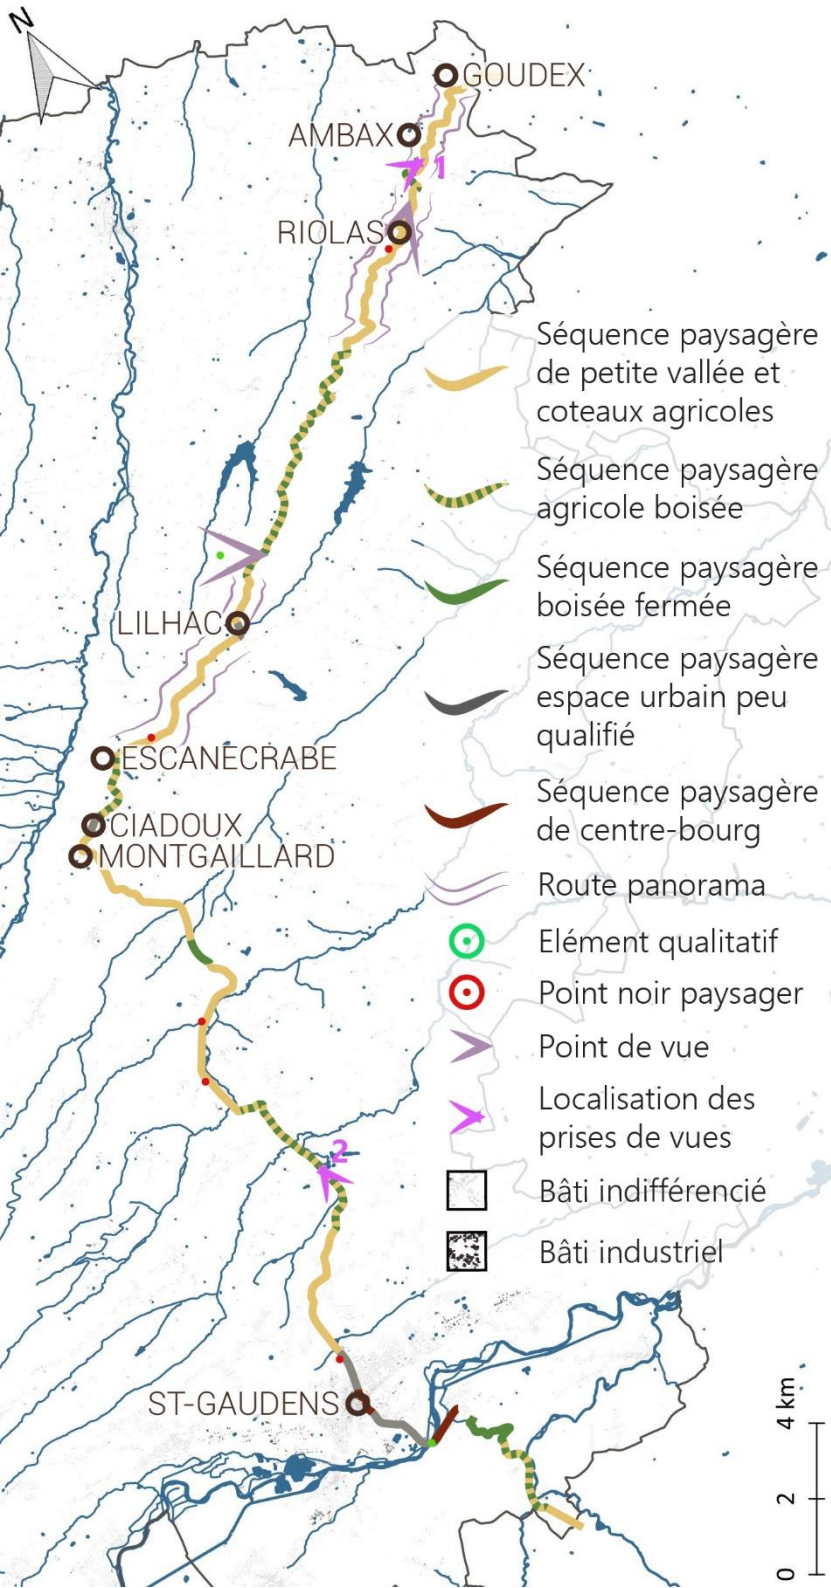 N
GOUDEX
AMBAX
1
RIOLAS
Séquence paysagère
de petite vallée et
coteaux agricoles
Séquence paysagère
agricole boisée
Séquence paysagère
boisée fermée
LILHAC
Séquence paysagère
espace urbain peu
qualifié
ESCANECRABE
Séquence paysagère
de centre-bourg
CIADOUX
MONTGAILLARD
Route panorama
Elément qualitatif
Point noir paysager
Point de vue
Localisation des
prises de vues
2
Bâti indifférencié
Bâti industriel
ST-GAUDENS
4 km
2
0